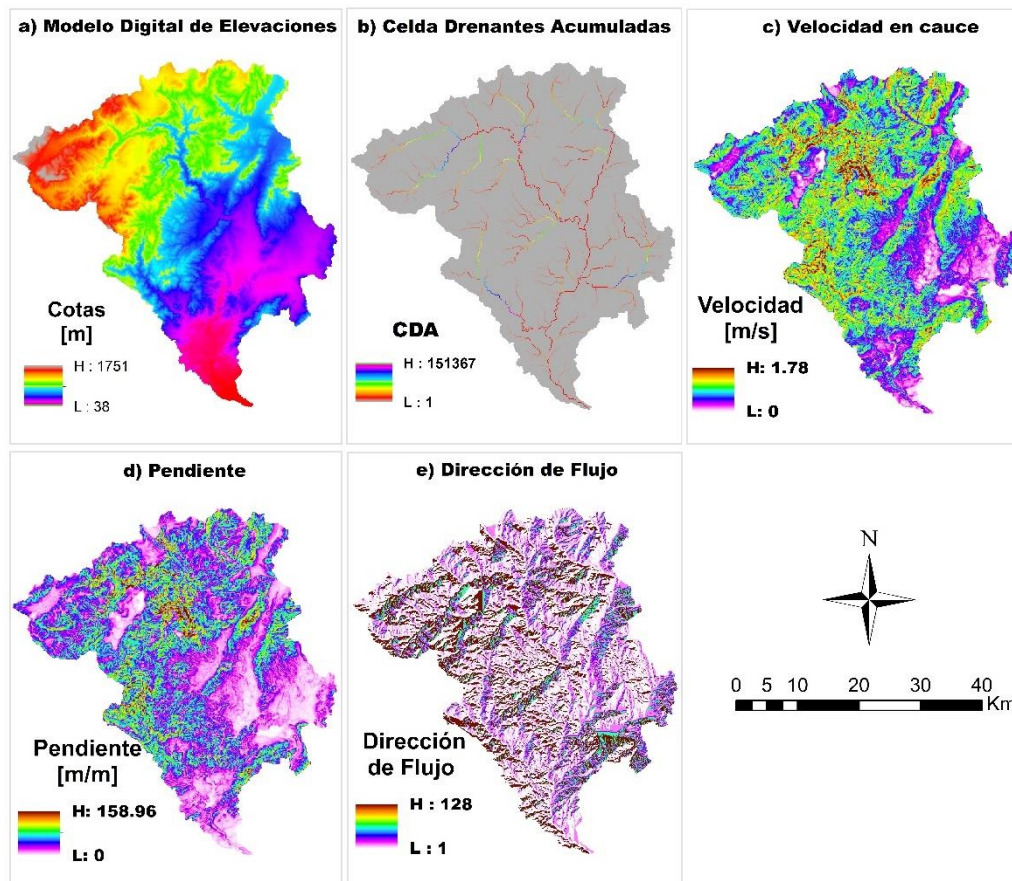 a) Modelo Digital de Elevaciones
Cotas
[m]
H : 1751
L : 38
b) Celda Drenantes Acumuladas
CDA
H : 151367
L : 1
c) Velocidad en cauce
Velocidad
[m/s]
H: 1.78
L: 0
d) Pendiente
Pendiente
[m/m]
H: 158.96
L: 0
e) Dirección de Flujo
Dirección
de Flujo
H : 128
L : 1
N
0 5 10 20 30 40
Km